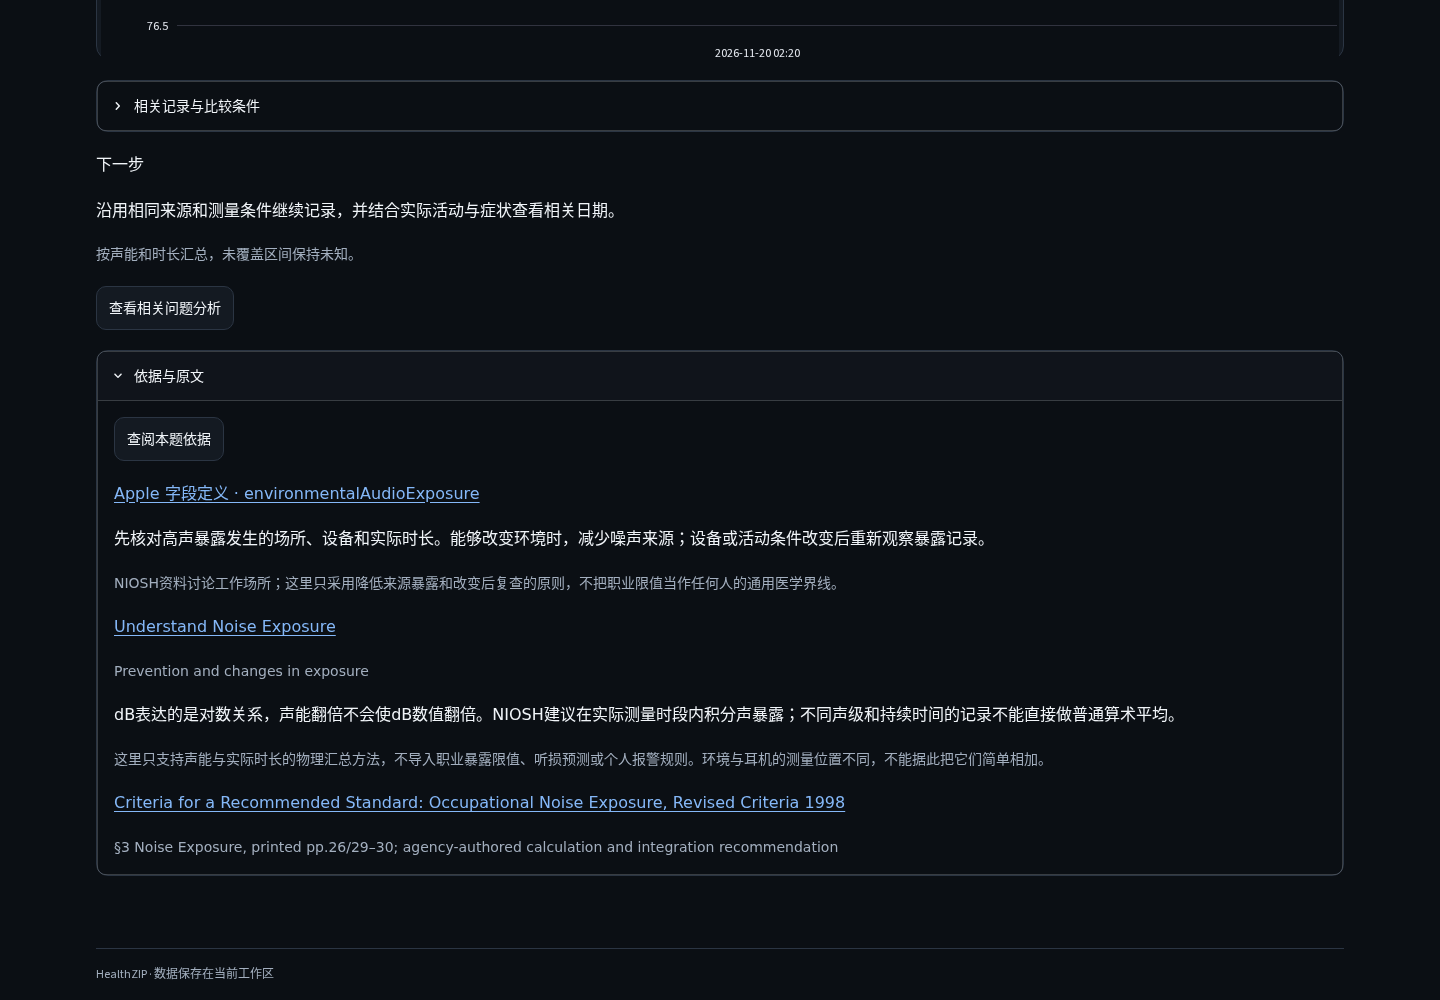 76.5
2026-11-20 02:20
相关记录与比较条件
下一步
沿用相同来源和测量条件继续记录，并结合实际活动与症状查看相关日期。
按声能和时长汇总，未覆盖区间保持未知。
查看相关问题分析
依据与原文
查阅本题依据
Apple 字段定义 · environmentalAudioExposure
先核对高声暴露发生的场所、设备和实际时长。能够改变环境时，减少噪声来源；设备或活动条件改变后重新观察暴露记录。
NIOSH资料讨论工作场所；这里只采用降低来源暴露和改变后复查的原则，不把职业限值当作任何人的通用医学界线。
Understand Noise Exposure
Prevention and changes in exposure
dB表达的是对数关系，声能翻倍不会使dB数值翻倍。NIOSH建议在实际测量时段内积分声暴露；不同声级和持续时间的记录不能直接做普通算术平均。
这里只支持声能与实际时长的物理汇总方法，不导入职业暴露限值、听损预测或个人报警规则。环境与耳机的测量位置不同，不能据此把它们简单相加。
Criteria for a Recommended Standard: Occupational Noise Exposure, Revised Criteria 1998
§3 Noise Exposure, printed pp.26/29–30; agency-authored calculation and integration recommendation
HealthZIP · 数据保存在当前工作区